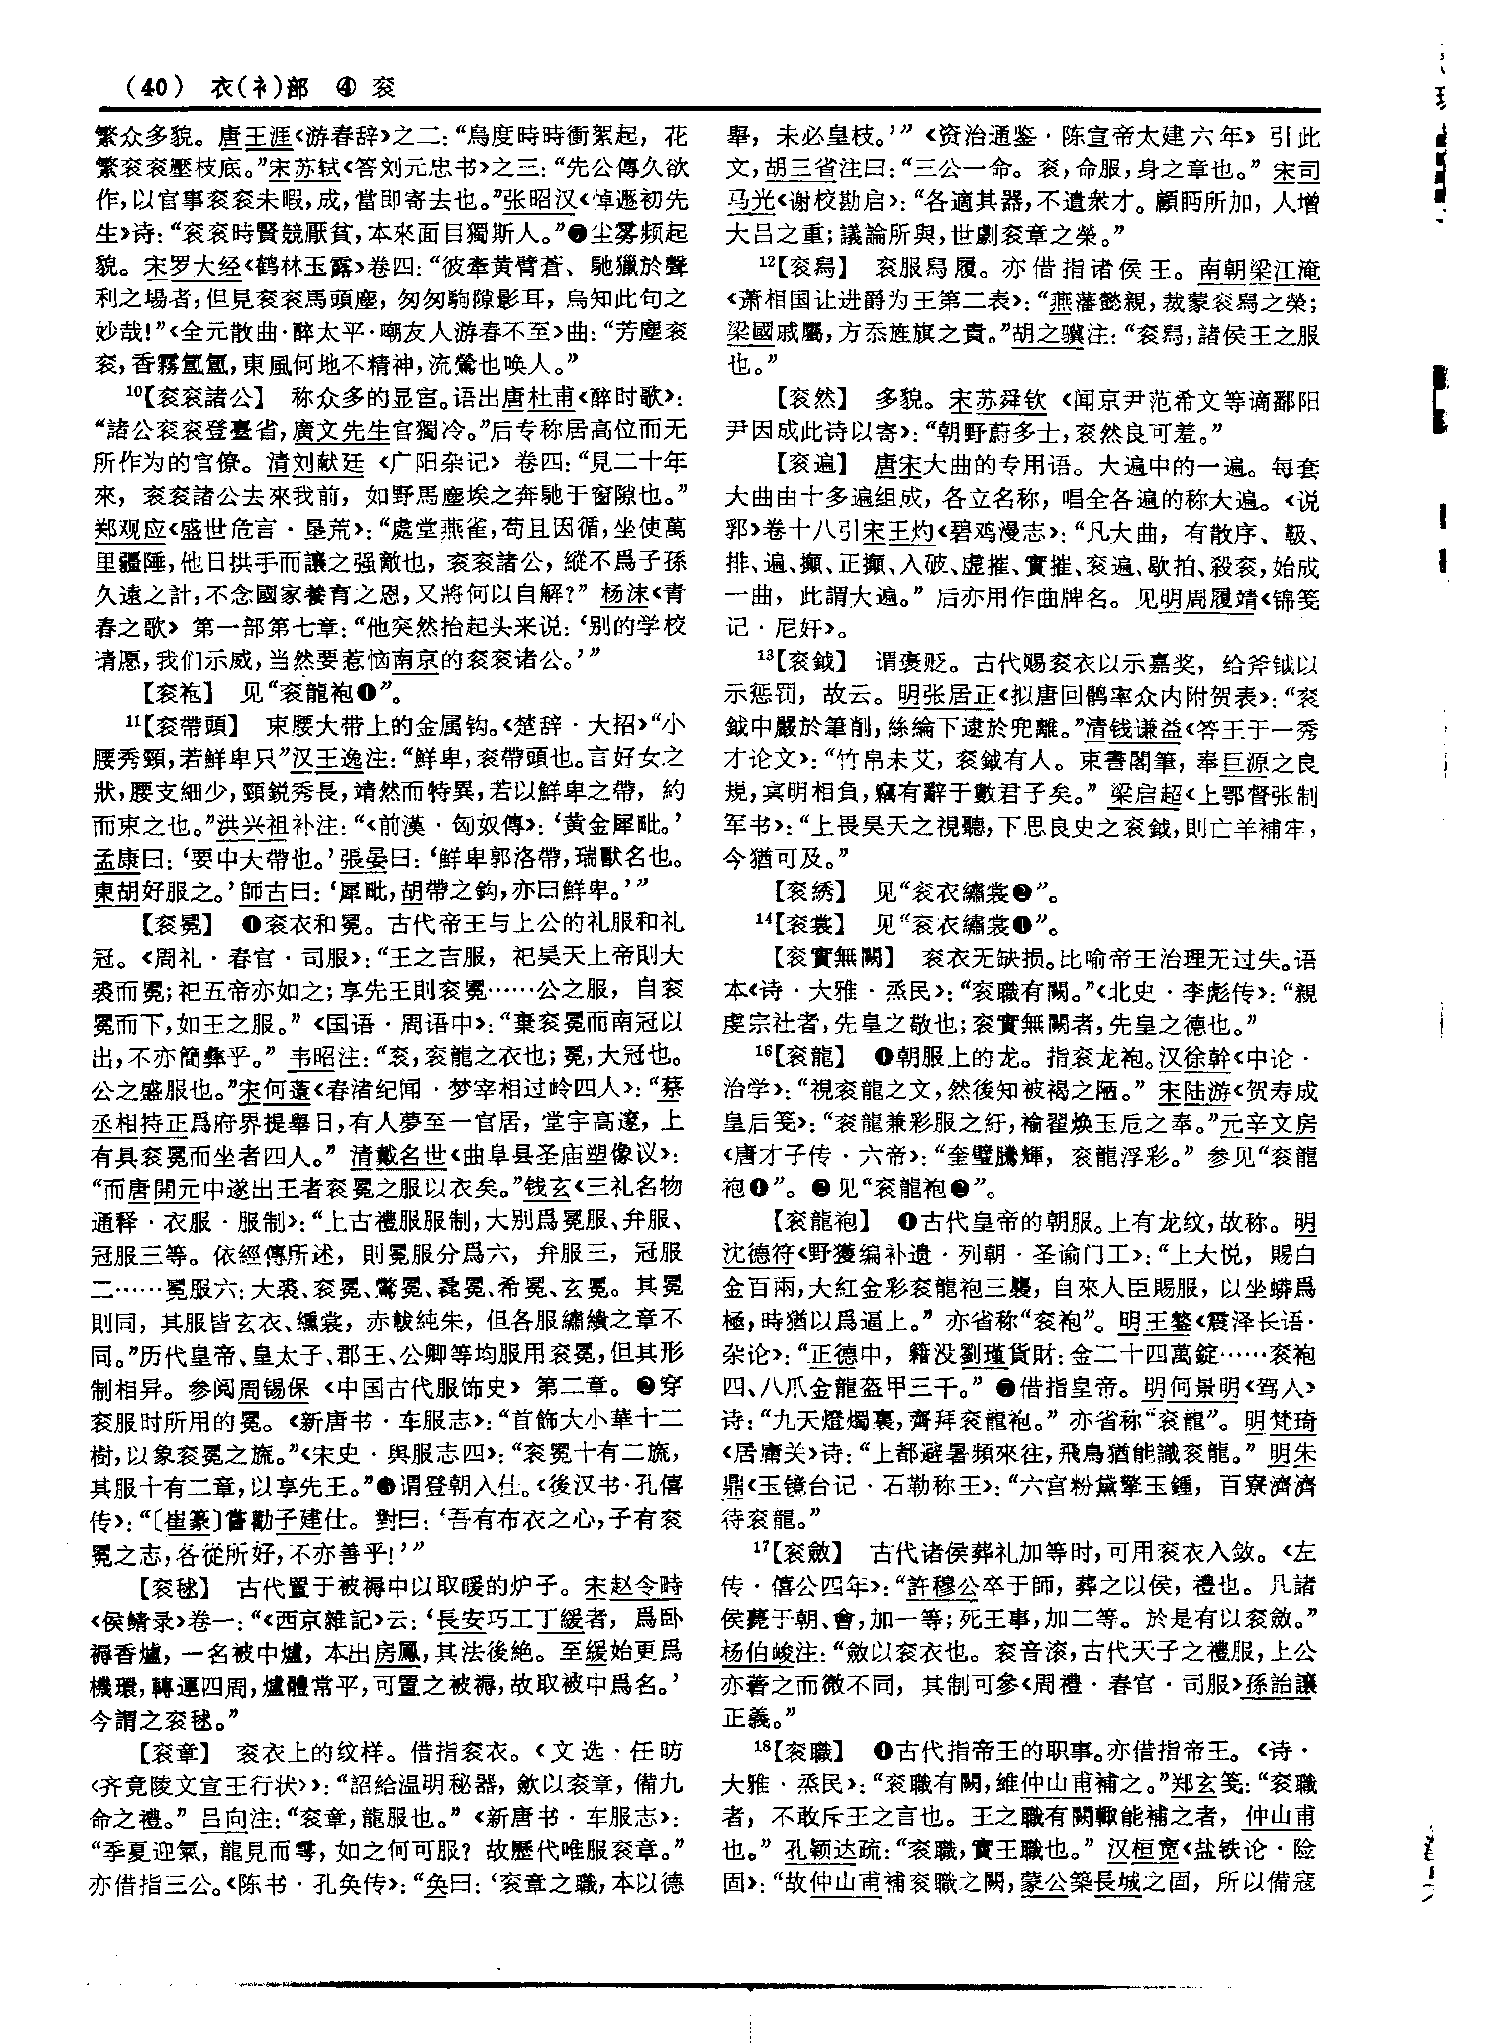 （40） 衣(衤)部 ④ 衮
繁众多貌。唐王涯《游春辞》之二：“鳥度時時衝絮起，花
繁衮衮壓枝底。”宋苏轼《答刘元忠书》之三：“先公傳久欲
作，以官事衮衮未暇，成，當即寄去也。”张昭汉《悼遯初先
生》诗：“衮衮時賢競厭貧，本來面目獨斯人。”❼尘雾频起
貌。宋罗大经《鹤林玉露》卷四：“彼牽黄臂蒼、馳獵於聲
利之場者，但見衮衮馬頭塵，匆匆駒隙影耳，烏知此句之
妙哉！”《全元散曲·醉太平·嘲友人游春不至》曲：“芳塵衮
衮，香霧氳氳，東風何地不精神，流鶯也唤人。”
10【衮衮諸公】 称众多的显宦。语出唐杜甫《醉时歌》：
“諸公衮衮登臺省，廣文先生官獨冷。”后专称居高位而无
所作为的官僚。清刘献廷《广阳杂记》卷四：“見二十年
來，衮衮諸公去來我前，如野馬塵埃之奔馳于窗隙也。”
郑观应《盛世危言·垦荒》：“處堂燕雀，苟且因循，坐使萬
里疆陲，他日拱手而讓之强敵也，衮衮諸公，縱不爲子孫
久遠之計，不念國家養育之恩，又將何以自解？”杨沫《青
春之歌》第一部第七章：“他突然抬起头来说：‘别的学校
请愿，我们示威，当然要惹恼南京的衮衮诸公。’”
【衮袍】 见“衮龍袍❶”。
11【衮帶頭】 束腰大带上的金属钩。《楚辞·大招》“小
腰秀頸，若鮮卑只”汉王逸注：“鮮卑，衮帶頭也。言好女之
狀，腰支細少，頸鋭秀長，靖然而特異，若以鮮卑之帶，約
而束之也。”洪兴祖补注：“《前漢·匈奴傳》：‘黄金犀毗。’
孟康曰：‘要中大帶也。’張晏曰：‘鮮卑郭洛帶，瑞獸名也。
東胡好服之。’師古曰：‘犀毗，胡帶之鈎，亦曰鮮卑。’”
【衮冕】 ❶衮衣和冕。古代帝王与上公的礼服和礼
冠。《周礼·春官·司服》：“王之吉服，祀昊天上帝則大
裘而冕；祀五帝亦如之；享先王則衮冕……公之服，自衮
冕而下，如王之服。”《国语·周语中》：“棄衮冕而南冠以
出，不亦簡彝乎。”韦昭注：“衮，衮龍之衣也；冕，大冠也。
公之盛服也。”宋何薳《春渚纪闻·梦宰相过岭四人》：“蔡
丞相持正爲府界提舉日，有人夢至一官居，堂宇高邃，上
有具衮冕而坐者四人。”清戴名世《曲阜县圣庙塑像议》：
“而唐開元中遂出王者衮冕之服以衣矣。”钱玄《三礼名物
通释·衣服·服制》：“上古禮服服制，大别爲冕服、弁服、
冠服三等。依經傳所述，則冕服分爲六，弁服三，冠服
二……冕服六：大裘、衮冕、鷩冕、毳冕、希冕、玄冕。其冕
則同，其服皆玄衣、纁裳，赤韍純朱，但各服繡繢之章不
同。”历代皇帝、皇太子、郡王、公卿等均服用衮冕，但其形
制相异。参阅周锡保《中国古代服饰史》第二章。❷穿
衮服时所用的冕。《新唐书·车服志》：“首飾大小華十二
樹，以象衮冕之旒。”《宋史·舆服志四》：“衮冕十有二旒，
其服十有二章，以享先王。”❸谓登朝入仕。《後汉书·孔僖
传》：“〔崔篆〕嘗勸子建仕。對曰：‘吾有布衣之心，子有衮
冕之志，各從所好，不亦善乎！’”
【衮毬】 古代置于被褥中以取暖的炉子。宋赵令畤
《侯鲭录》卷一：“《西京雜記》云：‘長安巧工丁緩者，爲卧
褥香爐，一名被中爐，本出房風，其法後絶。至緩始更爲
機環，轉運四周，爐體常平，可置之被褥，故取被中爲名。’
今謂之衮毬。”
【衮章】 衮衣上的纹样。借指衮衣。《文选·任昉
〈齐竟陵文宣王行状〉》：“詔給温明秘器，歛以衮章，備九
命之禮。”吕向注：“衮章，龍服也。”《新唐书·车服志》：
“季夏迎氣，龍見而雩，如之何可服？故歷代唯服衮章。”
亦借指三公。《陈书·孔奂传》：“奂曰：‘衮章之職，本以德
舉，未必皇枝。’”《资治通鉴·陈宣帝太建六年》引此
文，胡三省注曰：“三公一命。衮，命服，身之章也。”宋司
马光《谢校勘启》：“各適其器，不遺衆才。顧眄所加，人增
大吕之重；議論所與，世劇衮章之榮。”
12【衮舄】 衮服舄履。亦借指诸侯王。南朝梁江淹
《萧相国让进爵为王第二表》：“燕藩懿親，裁蒙衮舄之榮；
梁國戚屬，方忝旌旗之貴。”胡之骥注：“衮舄，諸侯王之服
也。”
【衮然】 多貌。宋苏舜钦《闻京尹范希文等谪鄱阳
尹因成此诗以寄》：“朝野蔚多士，衮然良可羞。”
【衮遍】 唐宋大曲的专用语。大遍中的一遍。每套
大曲由十多遍组成，各立名称，唱全各遍的称大遍。《说
郛》卷十八引宋王灼《碧鸡漫志》：“凡大曲，有散序、靸、
排、遍、攧、正攧、入破、虚摧、實摧、衮遍、歇拍、殺衮，始成
一曲，此謂大遍。”后亦用作曲牌名。见明周履靖《锦笺
记·尼奸》。
13【衮鉞】 谓褒贬。古代赐衮衣以示嘉奖，给斧钺以
示惩罚，故云。明张居正《拟唐回鹘率众内附贺表》：“衮
鉞中嚴於筆削，絲綸下逮於兜離。”清钱谦益《答王于一秀
才论文》：“竹帛未艾，衮鉞有人。束書閣筆，奉巨源之良
規，冥明相負，竊有辭于數君子矣。”梁启超《上鄂督张制
军书》：“上畏昊天之視聽，下思良史之衮鉞，則亡羊補牢，
今猶可及。”
【衮綉】 见“衮衣繡裳❷”。
14【衮裳】 见“衮衣繡裳❶”。
【衮實無闕】 衮衣无缺损。比喻帝王治理无过失。语
本《诗·大雅·烝民》：“衮職有闕。”《北史·李彪传》：“親
虔宗社者，先皇之敬也；衮實無闕者，先皇之德也。”
16【衮龍】 ❶朝服上的龙。指衮龙袍。汉徐幹《中论·
治学》：“視衮龍之文，然後知被褐之陋。”宋陆游《贺寿成
皇后笺》：“衮龍兼彩服之紆，褕翟焕玉卮之奉。”元辛文房
《唐才子传·六帝》：“奎璧騰輝，衮龍浮彩。”参见“衮龍
袍❶”。❷见“衮龍袍❷”。
【衮龍袍】 ❶古代皇帝的朝服。上有龙纹，故称。明
沈德符《野獲编补遗·列朝·圣谕门工》：“上大悦，賜白
金百兩，大紅金彩衮龍袍三襲，自來人臣賜服，以坐蟒爲
極，時猶以爲逼上。”亦省称“衮袍”。明王鏊《震泽长语·
杂论》：“正德中，籍没劉瑾貨財：金二十四萬錠……衮袍
四、八爪金龍盔甲三千。”❷借指皇帝。明何景明《驾入》
诗：“九天燈燭裏，齊拜衮龍袍。”亦省称“衮龍”。明梵琦
《居庸关》诗：“上都避暑頻來往，飛鳥猶能識衮龍。”明朱
鼎《玉镜台记·石勒称王》：“六宫粉黛擎玉鍾，百寮濟濟
待衮龍。”
17【衮斂】 古代诸侯葬礼加等时，可用衮衣入敛。《左
传·僖公四年》：“許穆公卒于師，葬之以侯，禮也。凡諸
侯薨于朝、會，加一等；死王事，加二等。於是有以衮斂。”
杨伯峻注：“斂以衮衣也。衮音滚，古代天子之禮服，上公
亦著之而微不同，其制可參《周禮·春官·司服》孫詒讓
正義。”
18【衮職】 ❶古代指帝王的职事。亦借指帝王。《诗·
大雅·烝民》：“衮職有闕，維仲山甫補之。”郑玄笺：“衮職
者，不敢斥王之言也。王之職有闕輒能補之者，仲山甫
也。”孔颖达疏：“衮職，實王職也。”汉桓宽《盐铁论·险
固》：“故仲山甫補衮職之闕，蒙公築長城之固，所以備寇